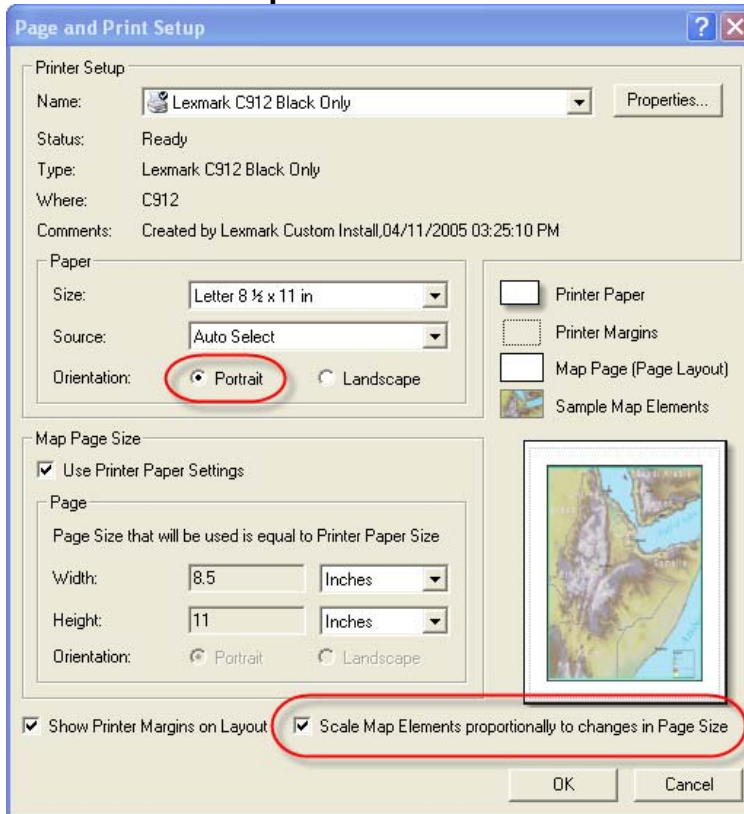 Page and Print Setup
Printer Setup
Name: Lexmark C912 Black Only Properties...
Status: Ready
Type: Lexmark C912 Black Only
Where: C912
Comments: Created by Lexmark Custom Install,04/11/2005 03:25:10 PM
Paper
Size: Letter 8 ½ x 11 in
Source: Auto Select
Orientation: Portrait Landscape
Printer Paper
Printer Margins
Map Page (Page Layout)
Sample Map Elements
Map Page Size
Use Printer Paper Settings
Page
Page Size that will be used is equal to Printer Paper Size
Width: 8.5 Inches
Height: 11 Inches
Orientation: Portrait Landscape
Show Printer Margins on Layout Scale Map Elements proportionally to changes in Page Size
OK Cancel